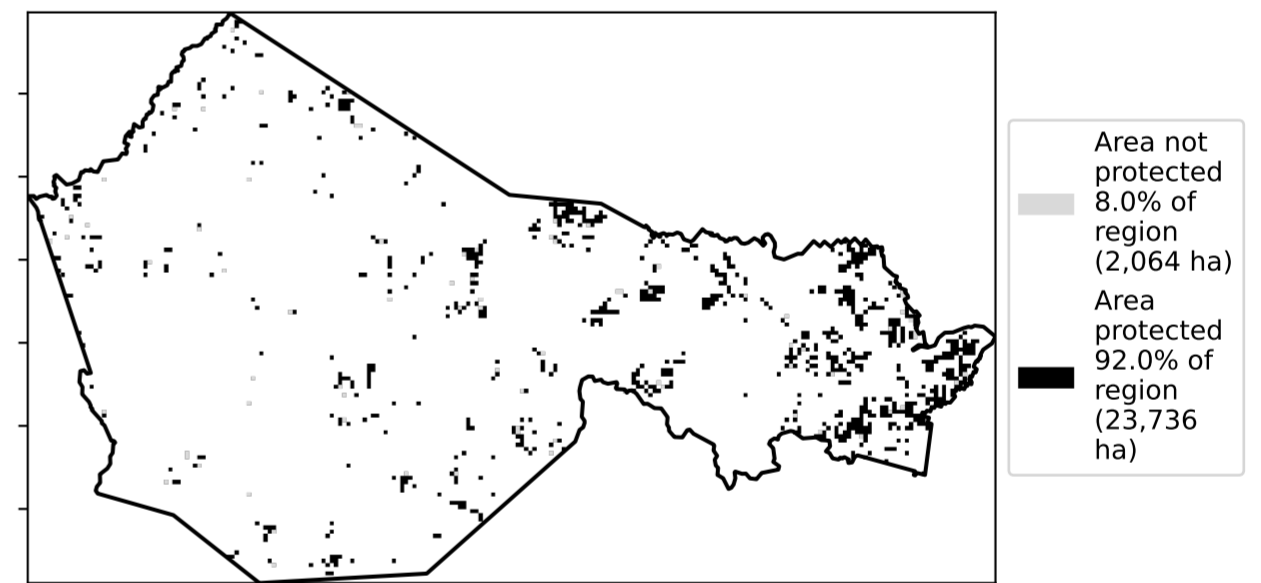 Area not
protected
8.0% of
region
(2,064 ha)
Area
protected
92.0% of
region
(23,736
ha)